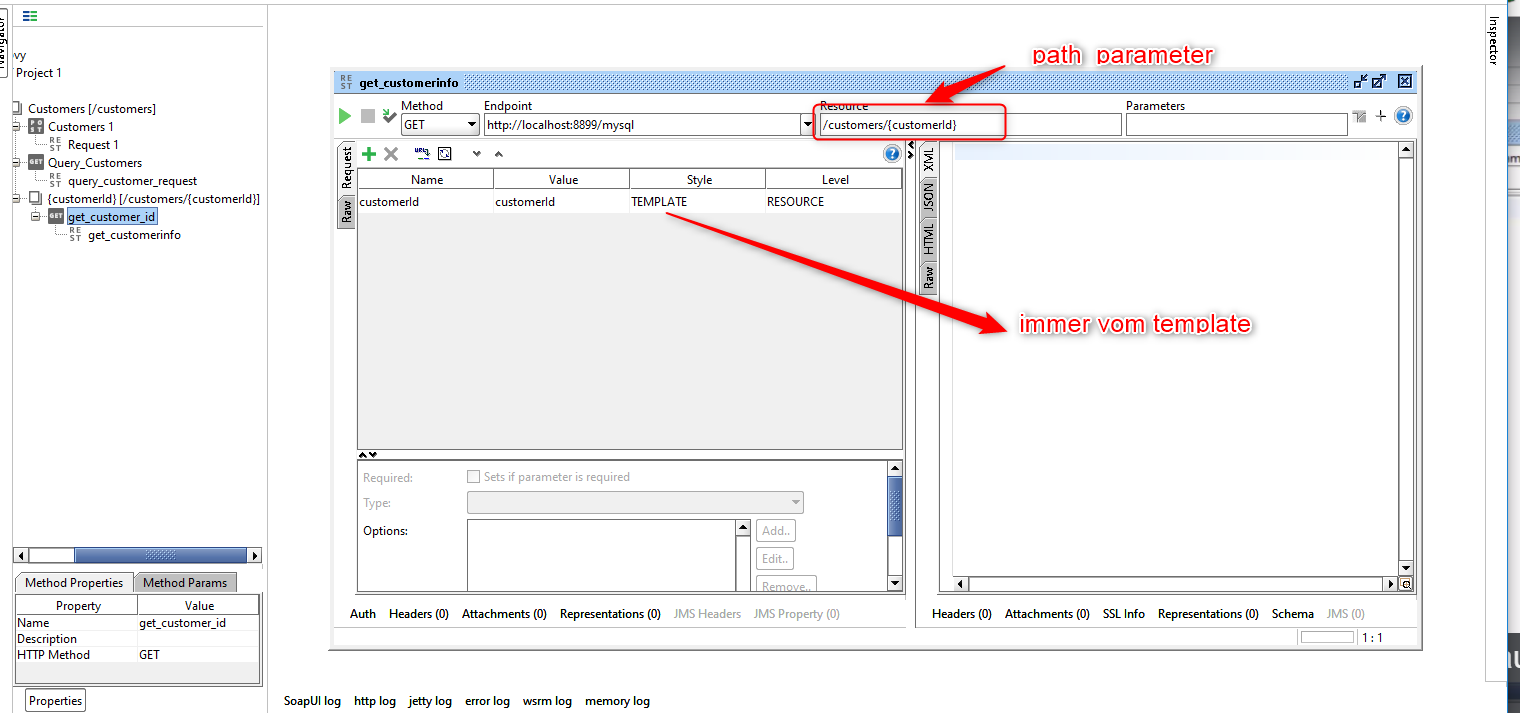 Navigator
vvy
Project 1
Customers [/customers]
Customers 1
REST Request 1
GET Query_Customers
REST query_customer_request
{customerId} [/customers/{customerId}]
GET get_customer_id
REST get_customerinfo
Method Properties Method Params
Property Value
Name get_customer_id
Description
HTTP Method GET
Properties
path parameter
REST get_customerinfo
Method Endpoint Resource Parameters
GET http://localhost:8899/mysql /customers/{customerId}
Request
Raw
Name Value Style Level
customerId customerId TEMPLATE RESOURCE
immer vom template
Required: Sets if parameter is required
Type:
Options:
Add..
Edit..
Remove..
Auth Headers (0) Attachments (0) Representations (0) JMS Headers JMS Property (0)
XML
JSON
HTML
Raw
Headers (0) Attachments (0) SSL Info Representations (0) Schema JMS (0)
1 : 1
SoapUI log http log jetty log error log wsrm log memory log
Inspector